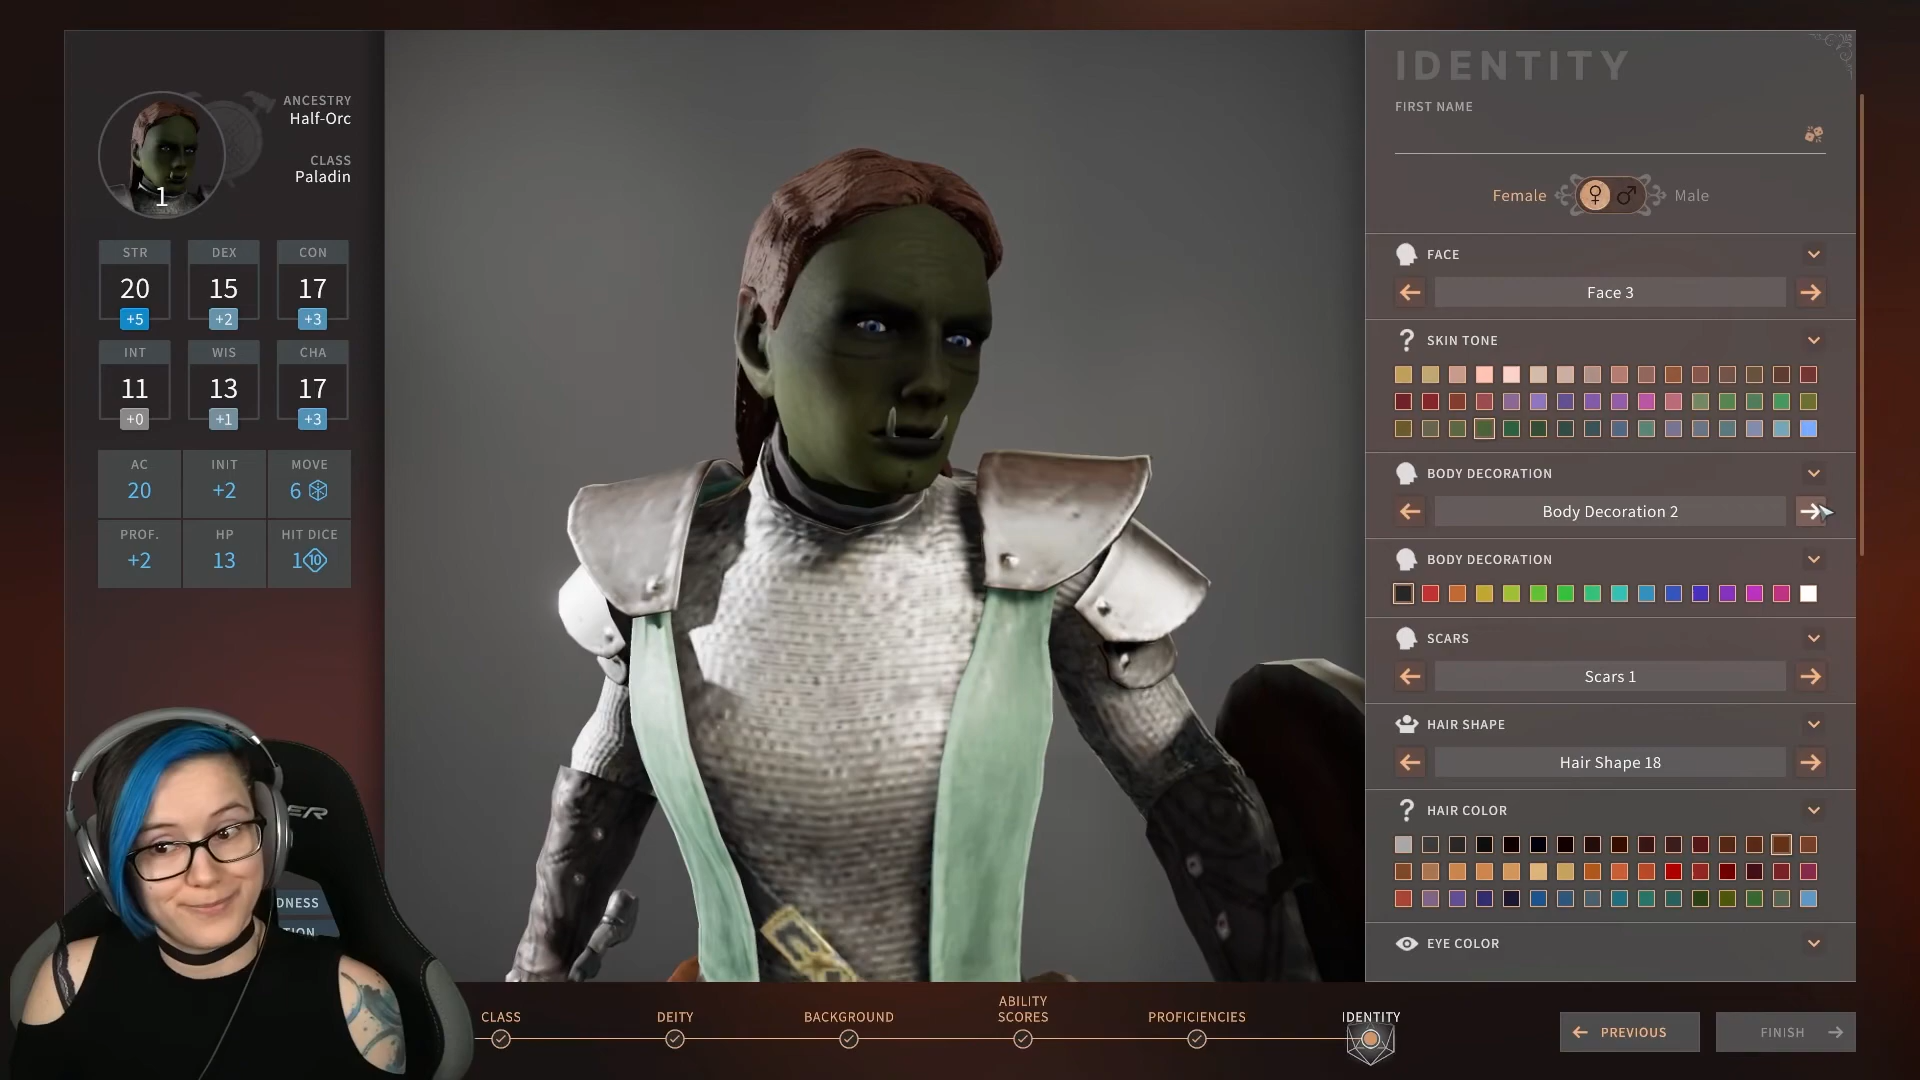 ANCESTRY
Half-Orc
CLASS
Paladin
1
STR
DEX
CON
20
15
17
+5
+2
+3
INT
WIS
CHA
11
13
17
+0
+1
+3
AC
INIT
MOVE
20
+2
6
PROF.
HP
HIT DICE
+2
13
1 10
DNESS
TION
IDENTITY
FIRST NAME
Female
Male
FACE
Face 3
? SKIN TONE
BODY DECORATION
Body Decoration 2
BODY DECORATION
SCARS
Scars 1
HAIR SHAPE
Hair Shape 18
? HAIR COLOR
EYE COLOR
CLASS
DEITY
BACKGROUND
ABILITY
SCORES
PROFICIENCIES
IDENTITY
PREVIOUS
FINISH